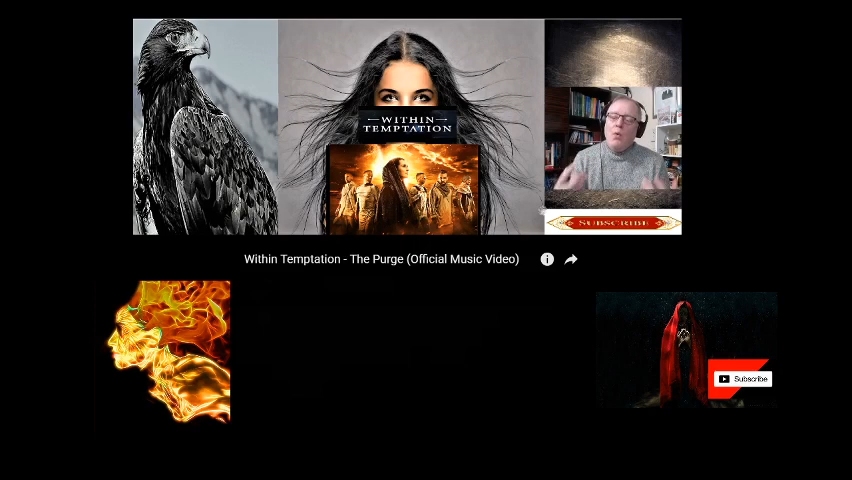 WITHIN
TEMPTATION
SUBSCRIBE
Within Temptation - The Purge (Official Music Video)
Subscribe